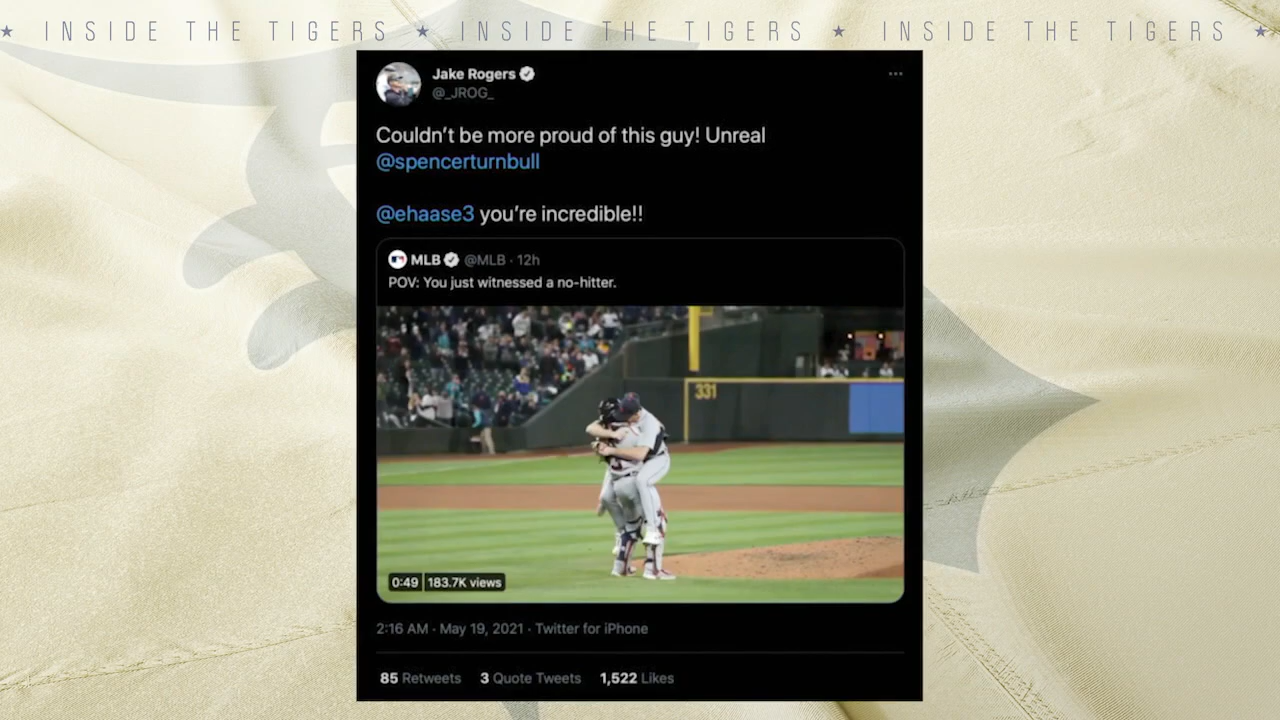 ★ INSIDE THE TIGERS ★ INSIDE THE TIGERS ★ INSIDE THE TIGERS ★
Jake Rogers
@_JROG_
Couldn't be more proud of this guy! Unreal
@spencerturnbull
@ehaase3 you're incredible!!
MLB @MLB · 12h
POV: You just witnessed a no-hitter.
331
0:49 183.7K views
2:16 AM · May 19, 2021 · Twitter for iPhone
85 Retweets 3 Quote Tweets 1,522 Likes